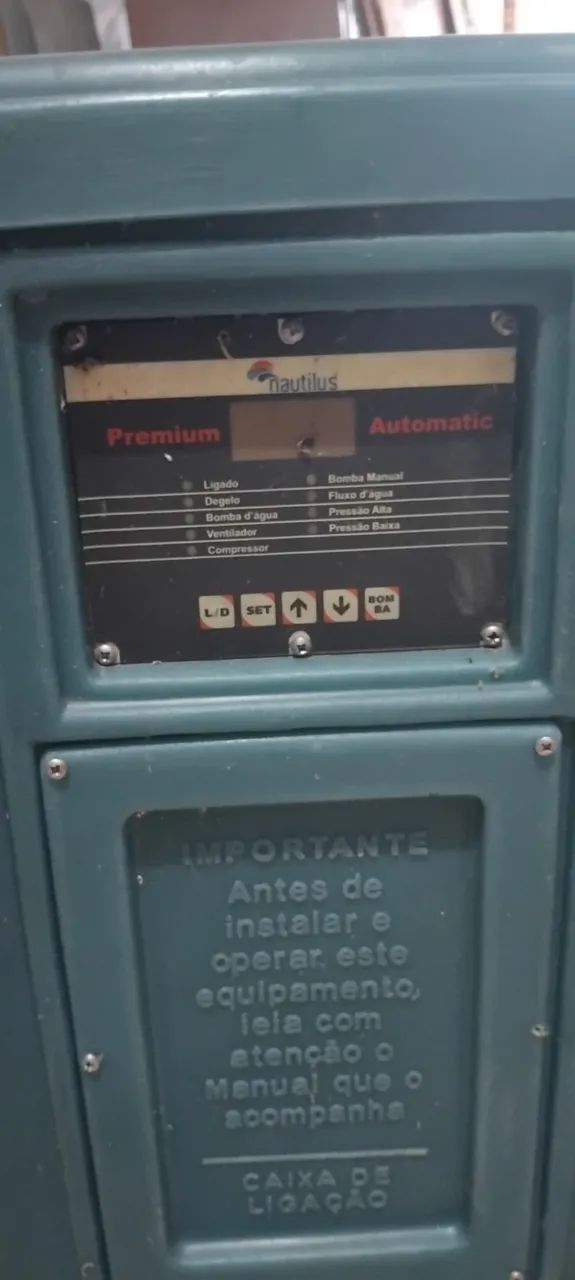 nautilus
Premium Automatic
Ligado Bomba Manual
Degelo Fluxo d'água
Bomba d'água Pressão Alta
Ventilador Pressão Baixa
Compressor
L/D SET ↑ ↓ BOM
BA
IMPORTANTE
Antes de
instalar e
operar este
equipamento,
leia com
atenção o
Manual que o
acompanha
CAIXA DE
LIGAÇÃO